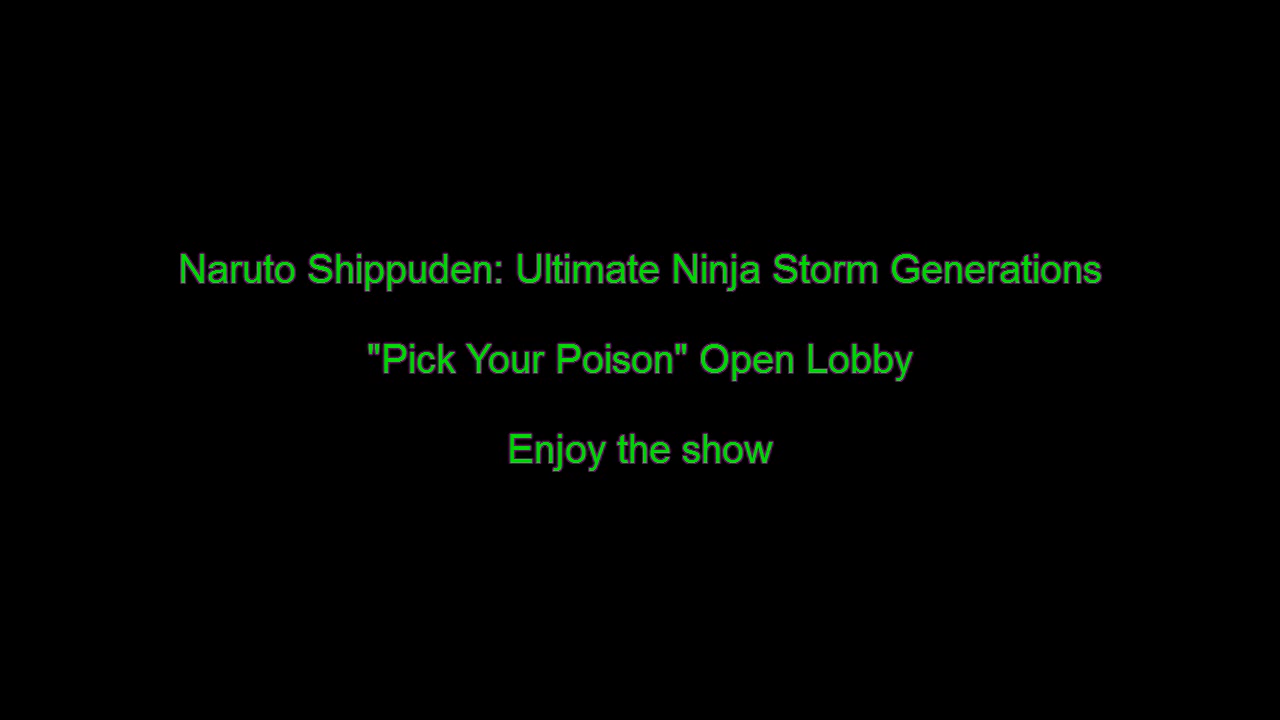 Naruto Shippuden: Ultimate Ninja Storm Generations
"Pick Your Poison" Open Lobby
Enjoy the show